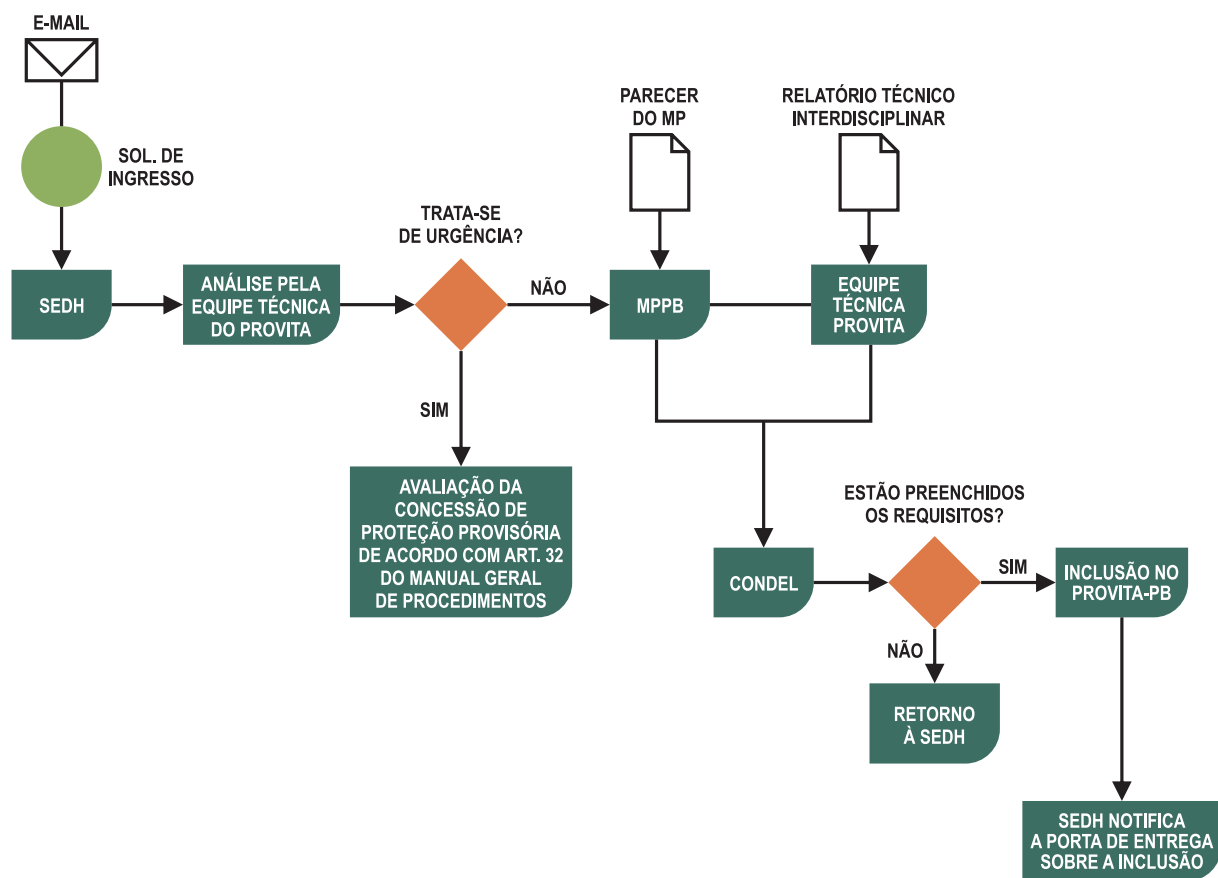 E-MAIL
SOL. DE
INGRESSO
SEDH
ANÁLISE PELA
EQUIPE TÉCNICA
DO PROVITA
TRATA-SE
DE URGÊNCIA?
NÃO
SIM
AVALIAÇÃO DA
CONCESSÃO DE
PROTEÇÃO PROVISÓRIA
DE ACORDO COM ART. 32
DO MANUAL GERAL
DE PROCEDIMENTOS
PARECER
DO MP
MPPB
RELATÓRIO TÉCNICO
INTERDISCIPLINAR
EQUIPE
TÉCNICA
PROVITA
CONDEL
ESTÃO PREENCHIDOS
OS REQUISITOS?
SIM
INCLUSÃO NO
PROVITA-PB
NÃO
RETORNO
À SEDH
SEDH NOTIFICA
A PORTA DE ENTREGA
SOBRE A INCLUSÃO